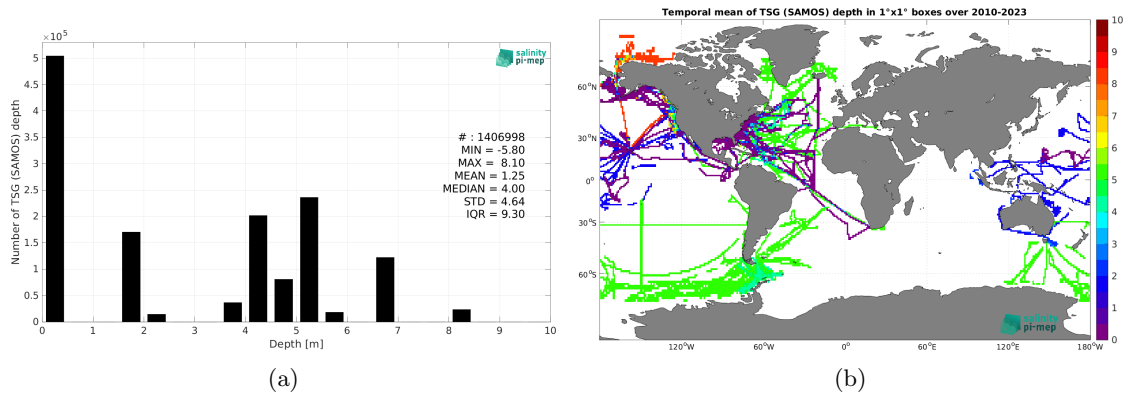 Number of TSG (SAMOS) depth
5
4.5
4
3.5
3
2.5
2
1.5
1
0.5
0
×10⁵
salinity
pi-mep
# : 1406998
MIN = -5.80
MAX = 8.10
MEAN = 1.25
MEDIAN = 4.00
STD = 4.64
IQR = 9.30
0 1 2 3 4 5 6 7 8 9 10
Depth [m]
(a)
Temporal mean of TSG (SAMOS) depth in 1°x1° boxes over 2010-2023
60°N
30°N
0°
30°S
60°S
120°W 60°W 0° 60°E 120°E 180°W
salinity
pi-mep
10
9
8
7
6
5
4
3
2
1
0
(b)